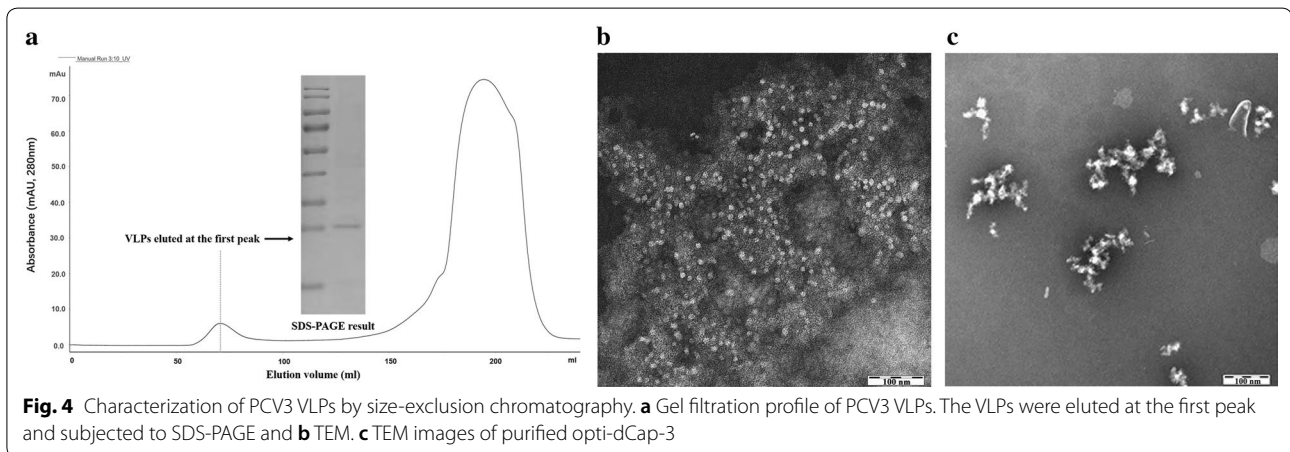 a
Manual Run 3:10_UV
mAu
70.0
60.0
50.0
40.0
30.0
20.0
10.0
0.0
Absorbance (mAU, 280nm)
VLPs eluted at the first peak
SDS-PAGE result
0
50
100
150
200
ml
Elution volume (ml)
b
100 nm
c
100 nm
Fig. 4 Characterization of PCV3 VLPs by size-exclusion chromatography. a Gel filtration profile of PCV3 VLPs. The VLPs were eluted at the first peak
and subjected to SDS-PAGE and b TEM. c TEM images of purified opti-dCap-3